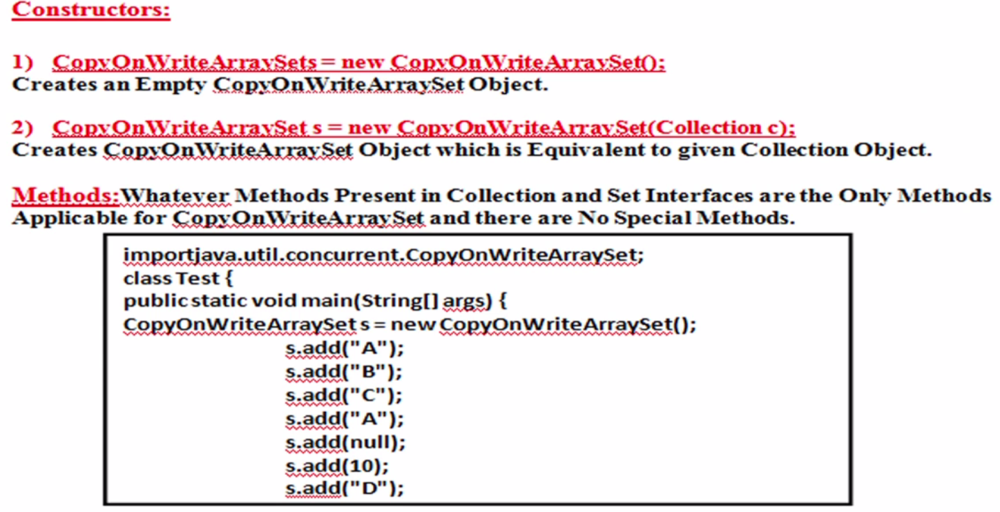 Constructors:
1) CopyOnWriteArraySets = new CopyOnWriteArraySet();
Creates an Empty CopyOnWriteArraySet Object.
2) CopyOnWriteArraySet s = new CopyOnWriteArraySet(Collection c);
Creates CopyOnWriteArraySet Object which is Equivalent to given Collection Object.
Methods:Whatever Methods Present in Collection and Set Interfaces are the Only Methods
Applicable for CopyOnWriteArraySet and there are No Special Methods.
importjava.util.concurrent.CopyOnWriteArraySet;
class Test {
public static void main(String[] args) {
CopyOnWriteArraySet s = new CopyOnWriteArraySet();
s.add("A");
s.add("B");
s.add("C");
s.add("A");
s.add(null);
s.add(10);
s.add("D");